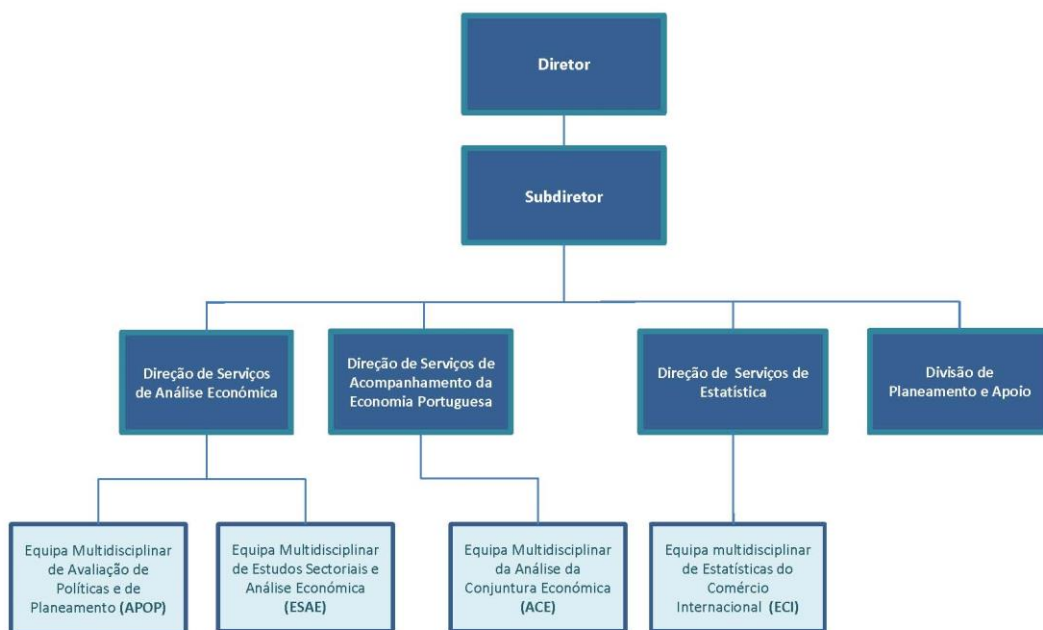 Diretor
Subdiretor
Direção de Serviços
de Análise Económica
Direção de Serviços de
Acompanhamento da
Economia Portuguesa
Direção de Serviços de
Estatística
Divisão de
Planeamento e Apoio
Equipa Multidisciplinar
de Avaliação de
Políticas e de
Planeamento (APOP)
Equipa Multidisciplinar
de Estudos Sectoriais e
Análise Económica
(ESAE)
Equipa Multidisciplinar
da Análise da
Conjuntura Económica
(ACE)
Equipa multidisciplinar
de Estatísticas do
Comércio
Internacional (ECI)